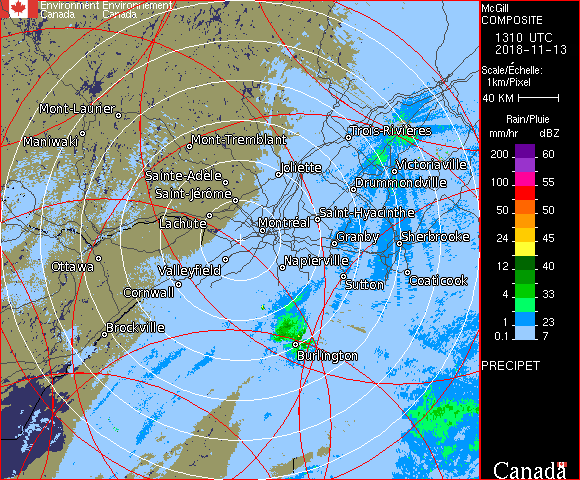 Environment Environnement
Canada Canada
McGill
COMPOSITE
1310 UTC
2018-11-13
Scale/Échelle:
1km/Pixel
40 KM
Rain/Pluie
mm/hr dBZ
200 60
100 55
50 50
24 45
12 40
4 33
1 23
0.1 7
PRECIPET
Canada
Mont-Laurier
Maniwaki
Mont-Tremblant
Trois-Rivières
Joliette
Victoriaville
Sainte-Adèle
Drummondville
Saint-Jérôme
Lachute
Saint-Hyacinthe
Montréal
Granby
Sherbrooke
Ottawa
Valleyfield
Napierville
Cornwall
Sutton
Coaticook
Brockville
Burlington